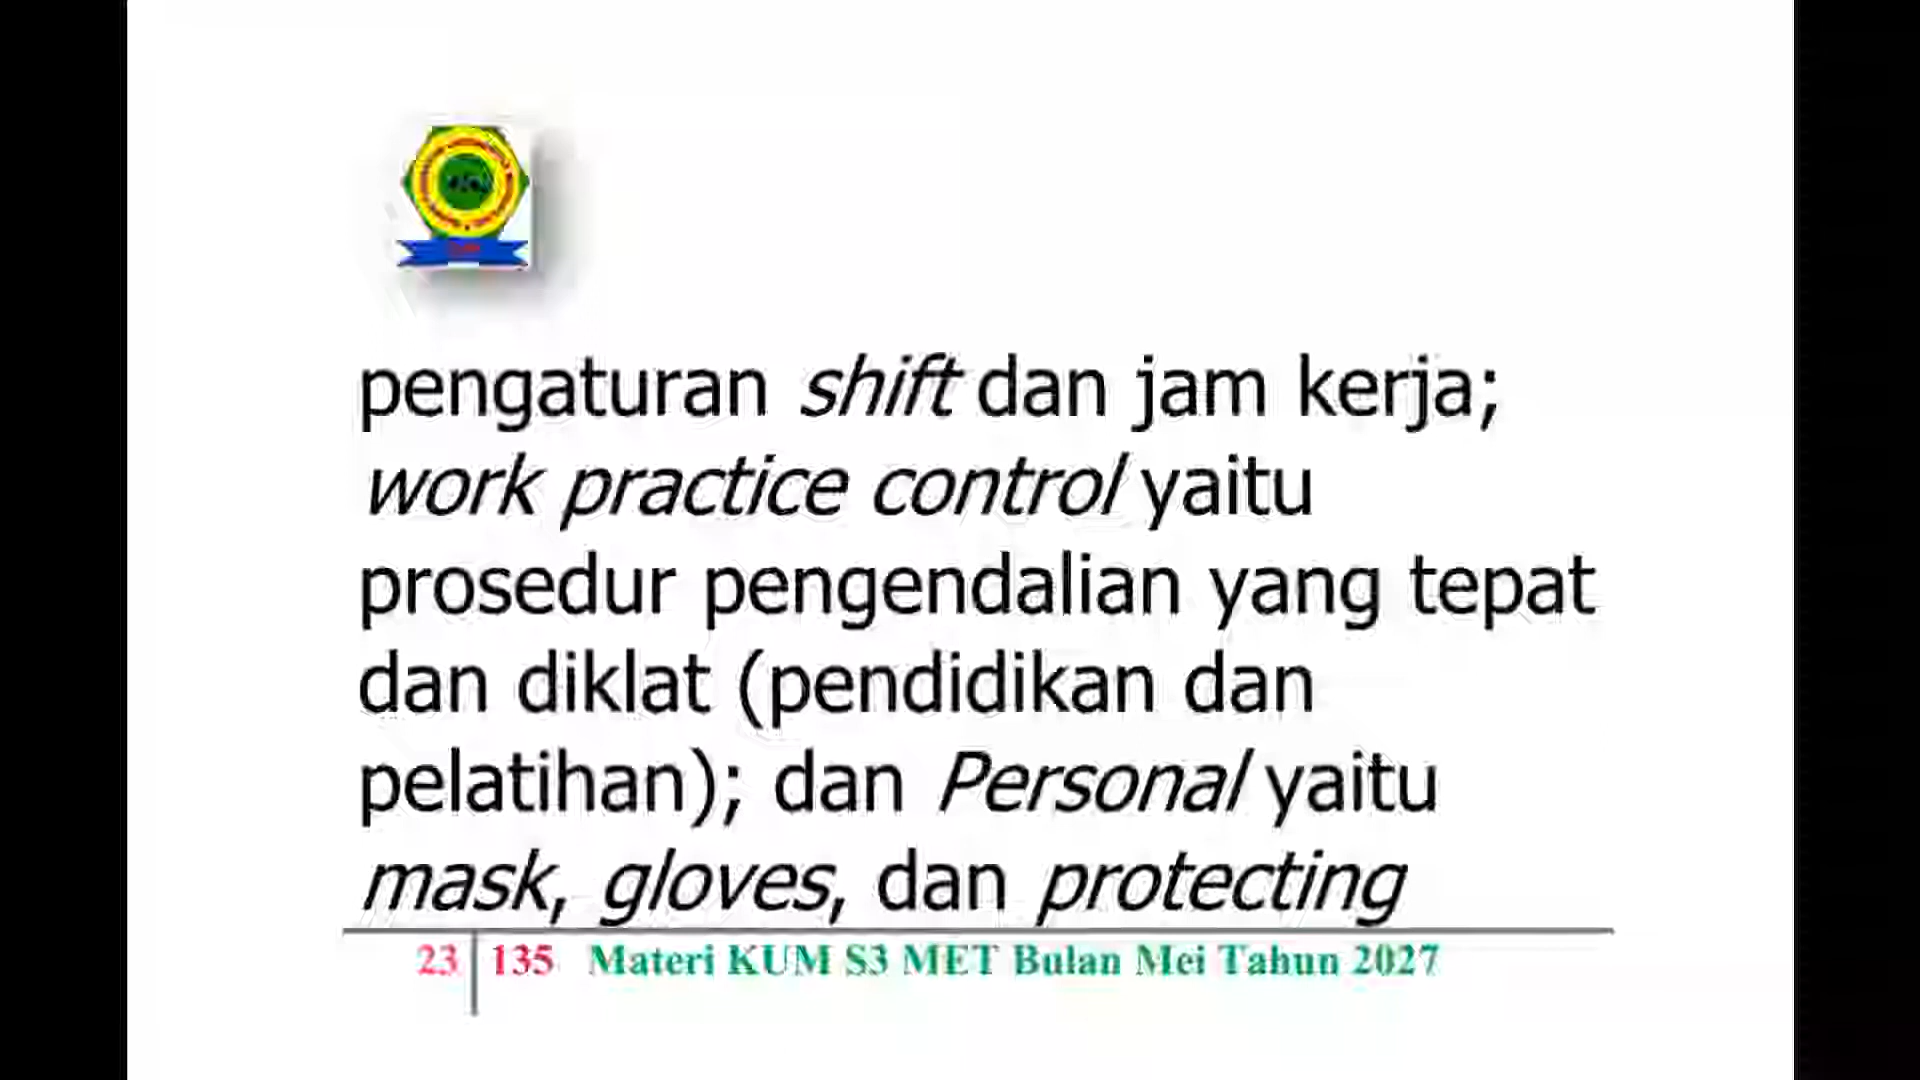 pengaturan shift dan jam kerja;
work practice control yaitu
prosedur pengendalian yang tepat
dan diklat (pendidikan dan
pelatihan); dan Personal yaitu
mask, gloves, dan protecting
23 135 Materi KUM S3 MET Bulan Mei Tahun 2027